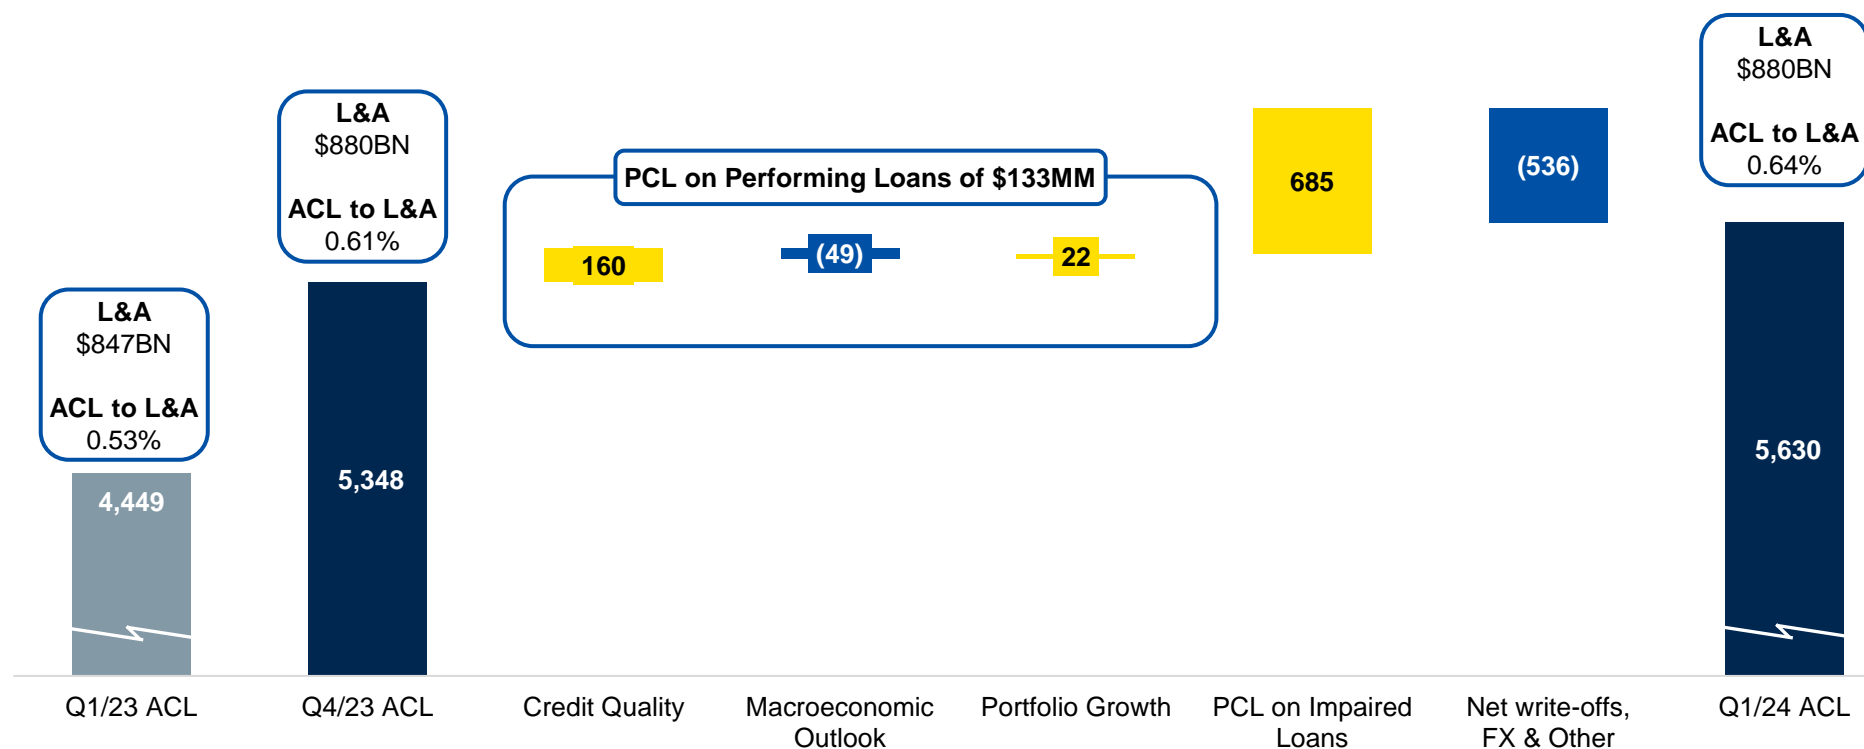 L&A
$847BN
ACL to L&A
0.53%
4,449
L&A
$880BN
ACL to L&A
0.61%
5,348
PCL on Performing Loans of $133MM
160
(49)
22
685
(536)
L&A
$880BN
ACL to L&A
0.64%
5,630
Q1/23 ACL
Q4/23 ACL
Credit Quality
Macroeconomic
Outlook
Portfolio Growth
PCL on Impaired
Loans
Net write-offs,
FX & Other
Q1/24 ACL